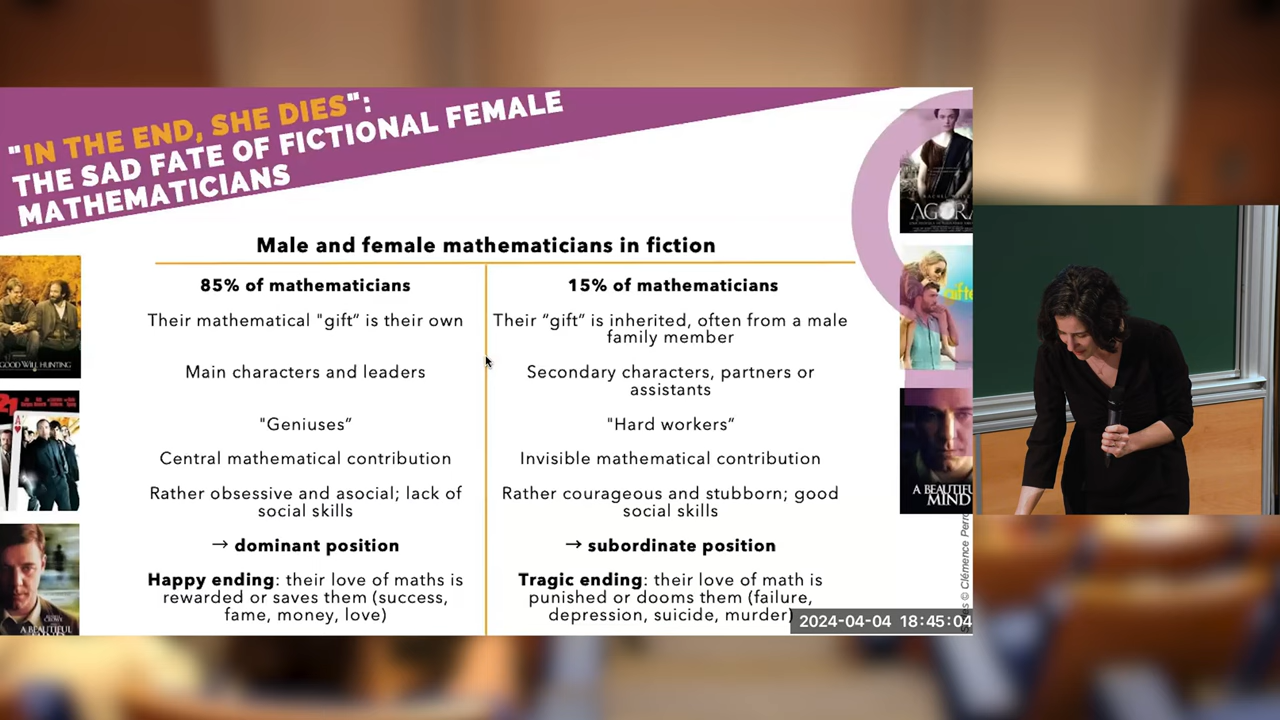 "IN THE END, SHE DIES":
THE SAD FATE OF FICTIONAL FEMALE
MATHEMATICIANS
Male and female mathematicians in fiction
85% of mathematicians
15% of mathematicians
Their mathematical "gift" is their own
Their “gift” is inherited, often from a male
family member
Main characters and leaders
Secondary characters, partners or
assistants
"Geniuses”
"Hard workers”
Central mathematical contribution
Invisible mathematical contribution
Rather obsessive and asocial; lack of
social skills
Rather courageous and stubborn; good
social skills
→ dominant position
→ subordinate position
Happy ending: their love of maths is
rewarded or saves them (success,
fame, money, love)
Tragic ending: their love of math is
punished or dooms them (failure,
depression, suicide, murder)
GOOD WILL HUNTING
21
A BEAUTIFUL
AGORA
A BEAUTIFUL
MIND
© Clémence
2024-04-04 18:45:04